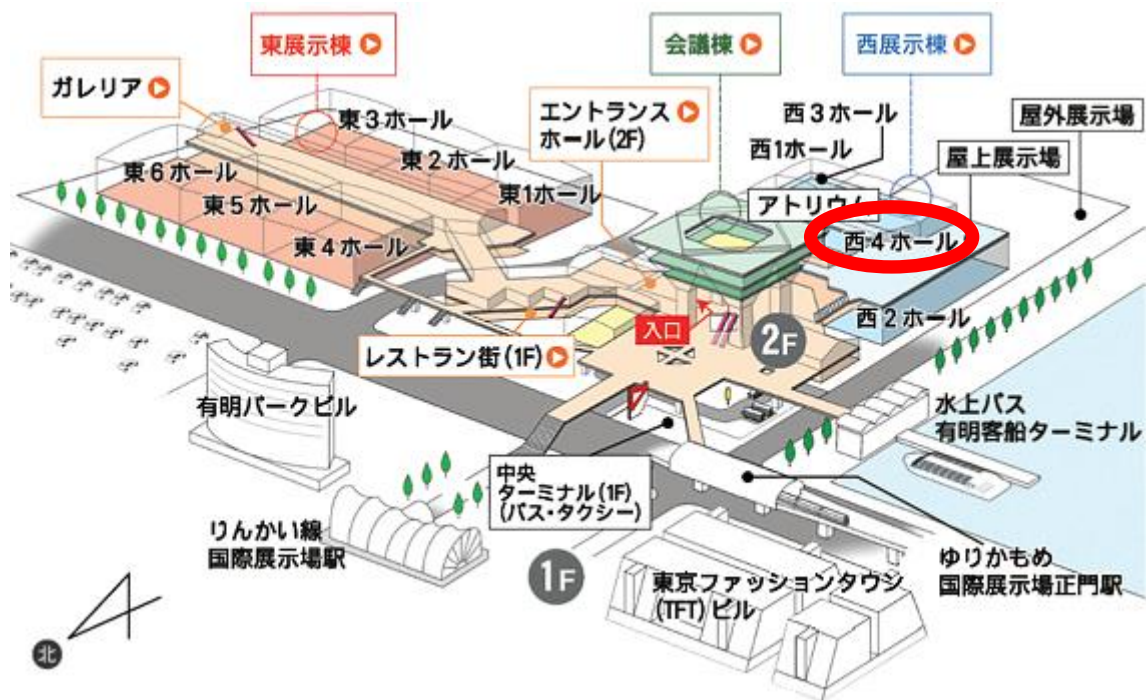 東展示棟
会議棟
西展示棟
ガレリア
エントランス
ホール(2F)
西3ホール
屋外展示場
東3ホール
西1ホール
屋上展示場
東2ホール
東6ホール
東1ホール
アトリウム
東5ホール
西4ホール
東4ホール
入口
2F
西2ホール
レストラン街(1F)
有明パークビル
水上バス
有明客船ターミナル
中央
ターミナル(1F)
(バス・タクシー)
りんかい線
国際展示場駅
1F
東京ファッションタウン
(TFT)ビル
ゆりかもめ
国際展示場正門駅
北